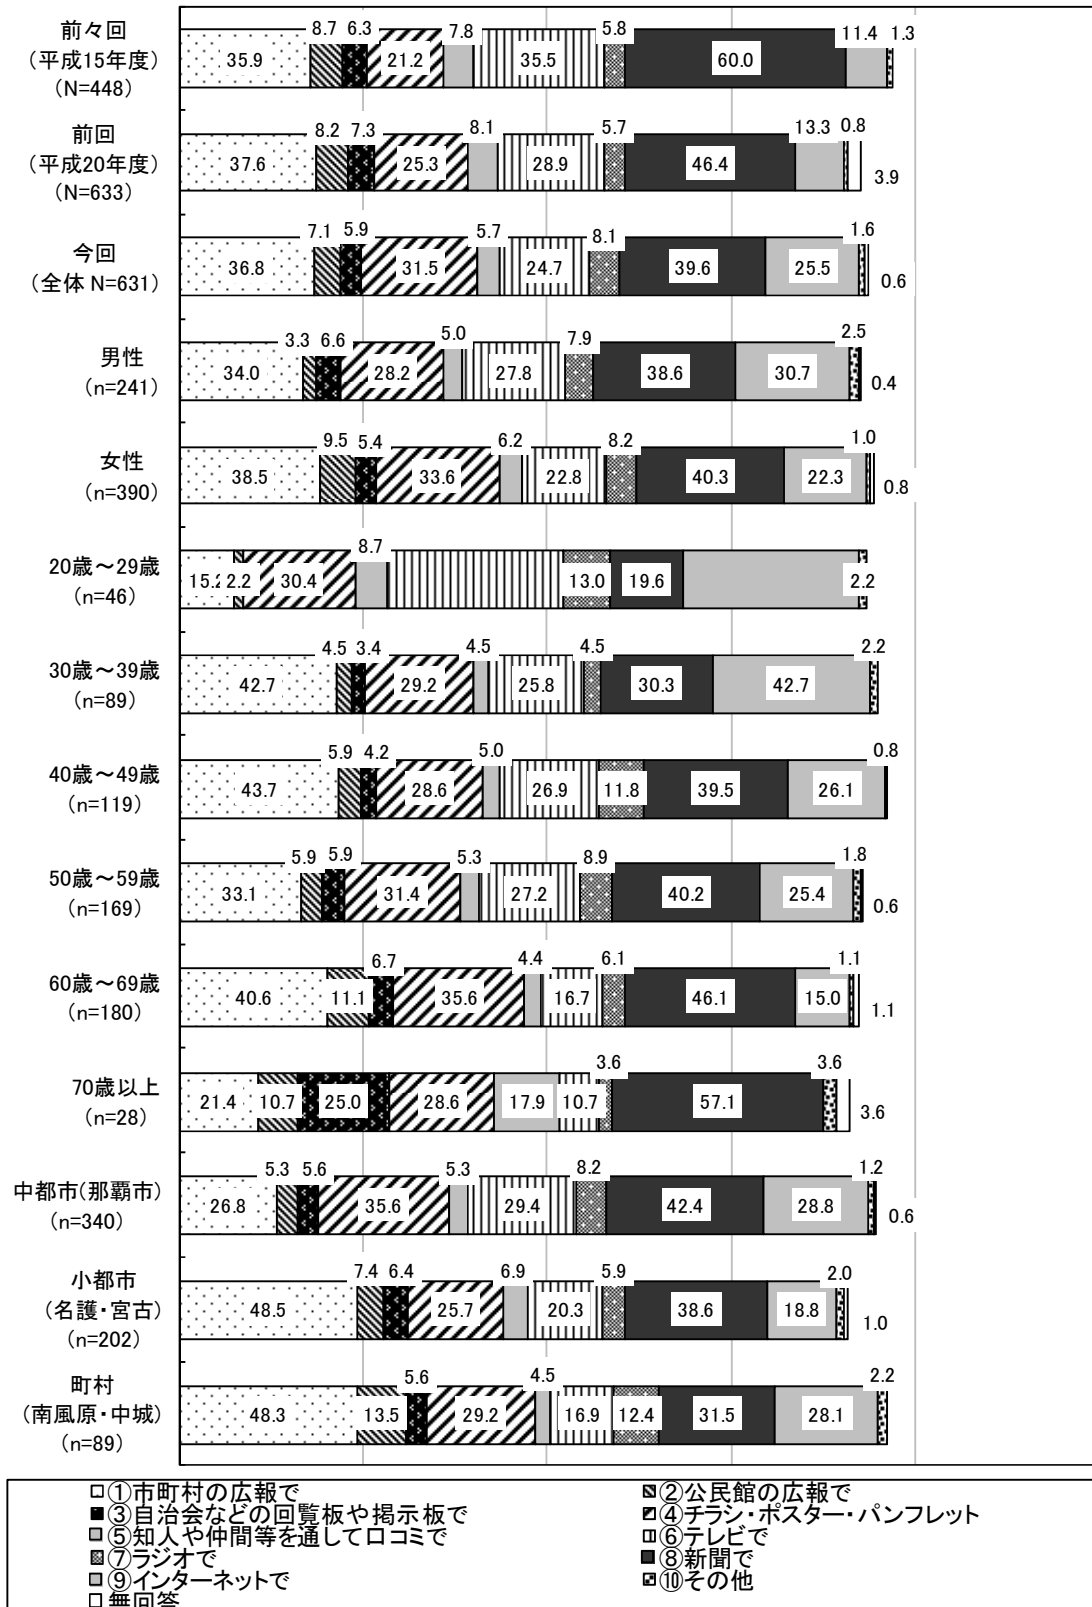 前々回
(平成15年度)
(N=448)
35.9 8.7 6.3 21.2 7.8 35.5 5.8 60.0 11.4 1.3
前回
(平成20年度)
(N=633)
37.6 8.2 7.3 25.3 8.1 28.9 5.7 46.4 13.3 0.8 3.9
今回
(全体 N=631)
36.8 7.1 5.9 31.5 5.7 24.7 8.1 39.6 25.5 1.6 0.6
男性
(n=241)
34.0 3.3 6.6 28.2 5.0 27.8 7.9 38.6 30.7 2.5 0.4
女性
(n=390)
38.5 9.5 5.4 33.6 6.2 22.8 8.2 40.3 22.3 1.0 0.8
20歳～29歳
(n=46)
15.2 2.2 30.4 8.7 13.0 19.6 2.2
30歳～39歳
(n=89)
42.7 4.5 3.4 29.2 4.5 25.8 4.5 30.3 42.7 2.2
40歳～49歳
(n=119)
43.7 5.9 4.2 28.6 5.0 26.9 11.8 39.5 26.1 0.8
50歳～59歳
(n=169)
33.1 5.9 5.9 31.4 5.3 27.2 8.9 40.2 25.4 1.8 0.6
60歳～69歳
(n=180)
40.6 11.1 6.7 35.6 4.4 16.7 6.1 46.1 15.0 1.1 1.1
70歳以上
(n=28)
21.4 10.7 25.0 28.6 17.9 10.7 3.6 57.1 3.6 3.6
中都市(那覇市)
(n=340)
26.8 5.3 5.6 35.6 5.3 29.4 8.2 42.4 28.8 1.2 0.6
小都市
(名護・宮古)
(n=202)
48.5 7.4 6.4 25.7 6.9 20.3 5.9 38.6 18.8 2.0 1.0
町村
(南風原・中城)
(n=89)
48.3 13.5 5.6 29.2 4.5 16.9 12.4 31.5 28.1 2.2
①市町村の広報で ②公民館の広報で
③自治会などの回覧板や掲示板で ④チラシ・ポスター・パンフレット
⑤知人や仲間等を通して口コミで ⑥テレビで
⑦ラジオで ⑧新聞で
⑨インターネットで ⑩その他
無回答